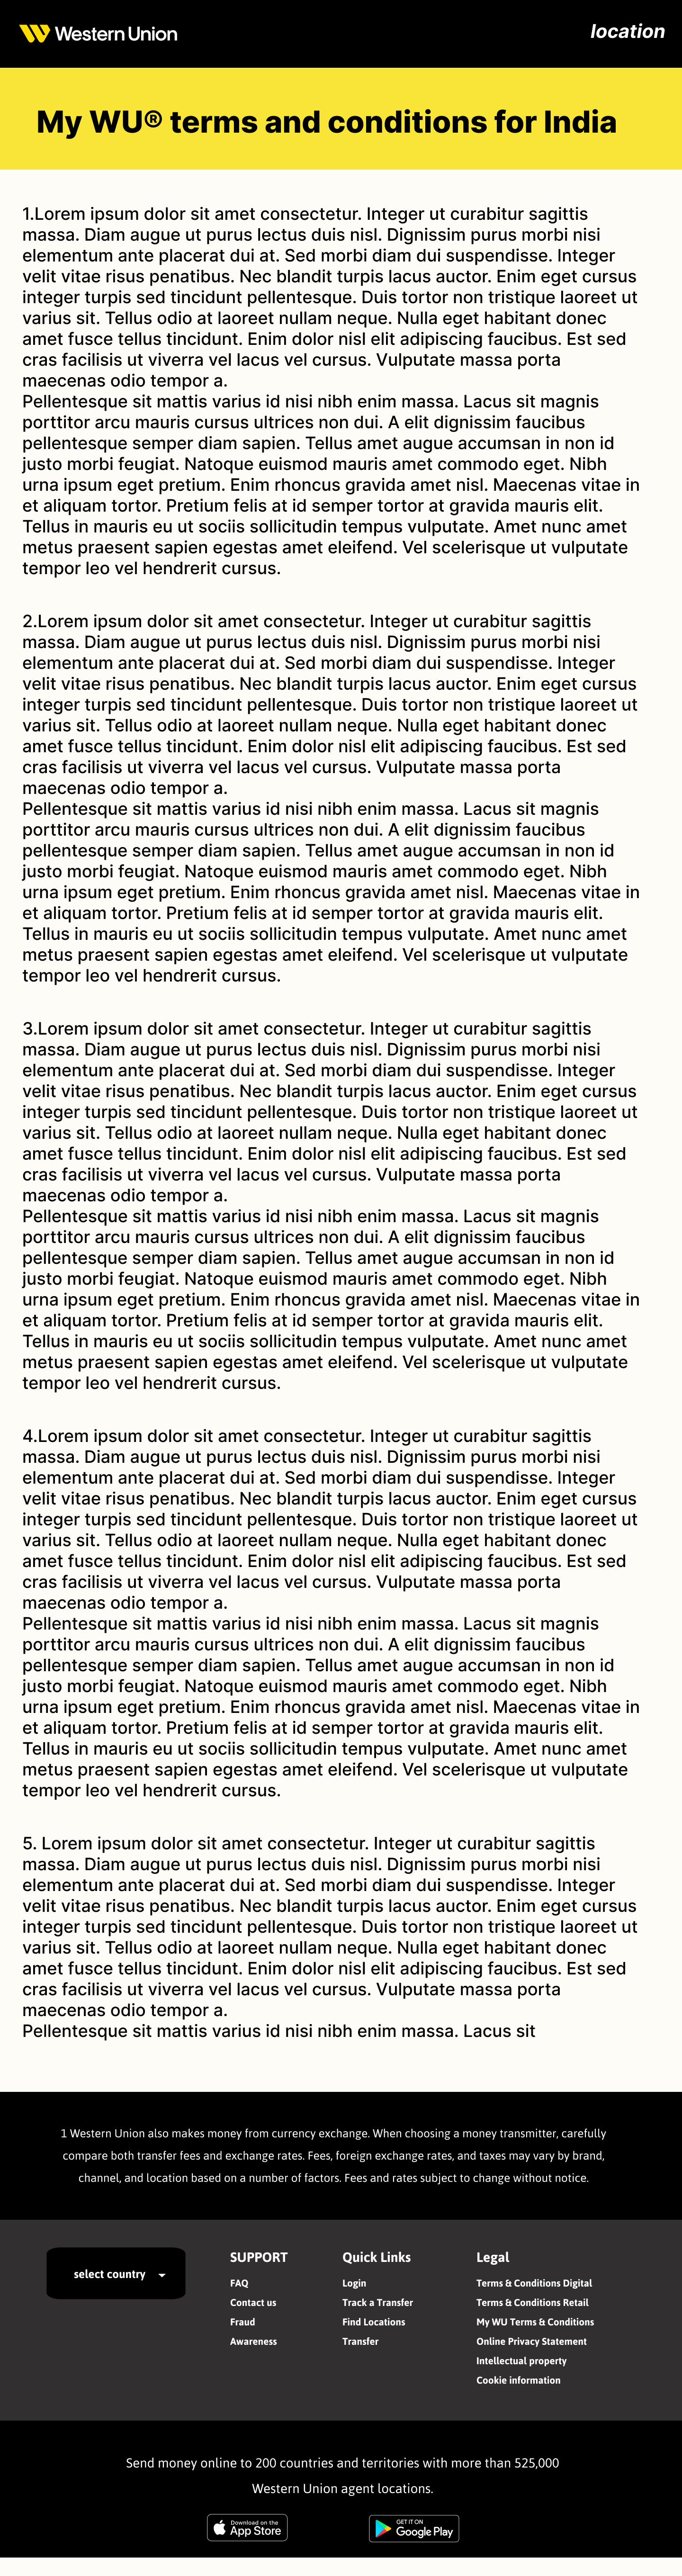 Western Union
location
My WU® terms and conditions for India
1.Lorem ipsum dolor sit amet consectetur. Integer ut curabitur sagittis
massa. Diam augue ut purus lectus duis nisl. Dignissim purus morbi nisi
elementum ante placerat dui at. Sed morbi diam dui suspendisse. Integer
velit vitae risus penatibus. Nec blandit turpis lacus auctor. Enim eget cursus
integer turpis sed tincidunt pellentesque. Duis tortor non tristique laoreet ut
varius sit. Tellus odio at laoreet nullam neque. Nulla eget habitant donec
amet fusce tellus tincidunt. Enim dolor nisl elit adipiscing faucibus. Est sed
cras facilisis ut viverra vel lacus vel cursus. Vulputate massa porta
maecenas odio tempor a.
Pellentesque sit mattis varius id nisi nibh enim massa. Lacus sit magnis
porttitor arcu mauris cursus ultrices non dui. A elit dignissim faucibus
pellentesque semper diam sapien. Tellus amet augue accumsan in non id
justo morbi feugiat. Natoque euismod mauris amet commodo eget. Nibh
urna ipsum eget pretium. Enim rhoncus gravida amet nisl. Maecenas vitae in
et aliquam tortor. Pretium felis at id semper tortor at gravida mauris elit.
Tellus in mauris eu ut sociis sollicitudin tempus vulputate. Amet nunc amet
metus praesent sapien egestas amet eleifend. Vel scelerisque ut vulputate
tempor leo vel hendrerit cursus.
2.Lorem ipsum dolor sit amet consectetur. Integer ut curabitur sagittis
massa. Diam augue ut purus lectus duis nisl. Dignissim purus morbi nisi
elementum ante placerat dui at. Sed morbi diam dui suspendisse. Integer
velit vitae risus penatibus. Nec blandit turpis lacus auctor. Enim eget cursus
integer turpis sed tincidunt pellentesque. Duis tortor non tristique laoreet ut
varius sit. Tellus odio at laoreet nullam neque. Nulla eget habitant donec
amet fusce tellus tincidunt. Enim dolor nisl elit adipiscing faucibus. Est sed
cras facilisis ut viverra vel lacus vel cursus. Vulputate massa porta
maecenas odio tempor a.
Pellentesque sit mattis varius id nisi nibh enim massa. Lacus sit magnis
porttitor arcu mauris cursus ultrices non dui. A elit dignissim faucibus
pellentesque semper diam sapien. Tellus amet augue accumsan in non id
justo morbi feugiat. Natoque euismod mauris amet commodo eget. Nibh
urna ipsum eget pretium. Enim rhoncus gravida amet nisl. Maecenas vitae in
et aliquam tortor. Pretium felis at id semper tortor at gravida mauris elit.
Tellus in mauris eu ut sociis sollicitudin tempus vulputate. Amet nunc amet
metus praesent sapien egestas amet eleifend. Vel scelerisque ut vulputate
tempor leo vel hendrerit cursus.
3.Lorem ipsum dolor sit amet consectetur. Integer ut curabitur sagittis
massa. Diam augue ut purus lectus duis nisl. Dignissim purus morbi nisi
elementum ante placerat dui at. Sed morbi diam dui suspendisse. Integer
velit vitae risus penatibus. Nec blandit turpis lacus auctor. Enim eget cursus
integer turpis sed tincidunt pellentesque. Duis tortor non tristique laoreet ut
varius sit. Tellus odio at laoreet nullam neque. Nulla eget habitant donec
amet fusce tellus tincidunt. Enim dolor nisl elit adipiscing faucibus. Est sed
cras facilisis ut viverra vel lacus vel cursus. Vulputate massa porta
maecenas odio tempor a.
Pellentesque sit mattis varius id nisi nibh enim massa. Lacus sit magnis
porttitor arcu mauris cursus ultrices non dui. A elit dignissim faucibus
pellentesque semper diam sapien. Tellus amet augue accumsan in non id
justo morbi feugiat. Natoque euismod mauris amet commodo eget. Nibh
urna ipsum eget pretium. Enim rhoncus gravida amet nisl. Maecenas vitae in
et aliquam tortor. Pretium felis at id semper tortor at gravida mauris elit.
Tellus in mauris eu ut sociis sollicitudin tempus vulputate. Amet nunc amet
metus praesent sapien egestas amet eleifend. Vel scelerisque ut vulputate
tempor leo vel hendrerit cursus.
4.Lorem ipsum dolor sit amet consectetur. Integer ut curabitur sagittis
massa. Diam augue ut purus lectus duis nisl. Dignissim purus morbi nisi
elementum ante placerat dui at. Sed morbi diam dui suspendisse. Integer
velit vitae risus penatibus. Nec blandit turpis lacus auctor. Enim eget cursus
integer turpis sed tincidunt pellentesque. Duis tortor non tristique laoreet ut
varius sit. Tellus odio at laoreet nullam neque. Nulla eget habitant donec
amet fusce tellus tincidunt. Enim dolor nisl elit adipiscing faucibus. Est sed
cras facilisis ut viverra vel lacus vel cursus. Vulputate massa porta
maecenas odio tempor a.
Pellentesque sit mattis varius id nisi nibh enim massa. Lacus sit magnis
porttitor arcu mauris cursus ultrices non dui. A elit dignissim faucibus
pellentesque semper diam sapien. Tellus amet augue accumsan in non id
justo morbi feugiat. Natoque euismod mauris amet commodo eget. Nibh
urna ipsum eget pretium. Enim rhoncus gravida amet nisl. Maecenas vitae in
et aliquam tortor. Pretium felis at id semper tortor at gravida mauris elit.
Tellus in mauris eu ut sociis sollicitudin tempus vulputate. Amet nunc amet
metus praesent sapien egestas amet eleifend. Vel scelerisque ut vulputate
tempor leo vel hendrerit cursus.
5. Lorem ipsum dolor sit amet consectetur. Integer ut curabitur sagittis
massa. Diam augue ut purus lectus duis nisl. Dignissim purus morbi nisi
elementum ante placerat dui at. Sed morbi diam dui suspendisse. Integer
velit vitae risus penatibus. Nec blandit turpis lacus auctor. Enim eget cursus
integer turpis sed tincidunt pellentesque. Duis tortor non tristique laoreet ut
varius sit. Tellus odio at laoreet nullam neque. Nulla eget habitant donec
amet fusce tellus tincidunt. Enim dolor nisl elit adipiscing faucibus. Est sed
cras facilisis ut viverra vel lacus vel cursus. Vulputate massa porta
maecenas odio tempor a.
Pellentesque sit mattis varius id nisi nibh enim massa. Lacus sit
1 Western Union also makes money from currency exchange. When choosing a money transmitter, carefully
compare both transfer fees and exchange rates. Fees, foreign exchange rates, and taxes may vary by brand,
channel, and location based on a number of factors. Fees and rates subject to change without notice.
select country
SUPPORT
FAQ
Contact us
Fraud
Awareness
Quick Links
Login
Track a Transfer
Find Locations
Transfer
Legal
Terms & Conditions Digital
Terms & Conditions Retail
My WU Terms & Conditions
Online Privacy Statement
Intellectual property
Cookie information
Send money online to 200 countries and territories with more than 525,000
Western Union agent locations.
Download on the
App Store
GET IT ON
Google Play